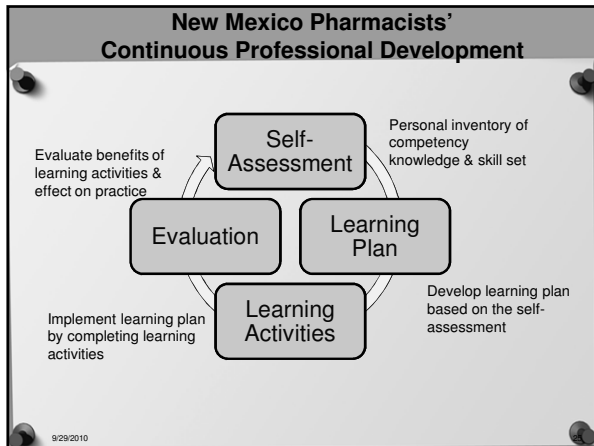 New Mexico Pharmacists'
Continuous Professional Development
Self-
Assessment
Personal inventory of
competency
knowledge & skill set
Evaluate benefits of
learning activities &
effect on practice
Evaluation
Learning
Plan
Develop learning plan
based on the self-
assessment
Learning
Activities
Implement learning plan
by completing learning
activities
9/29/2010